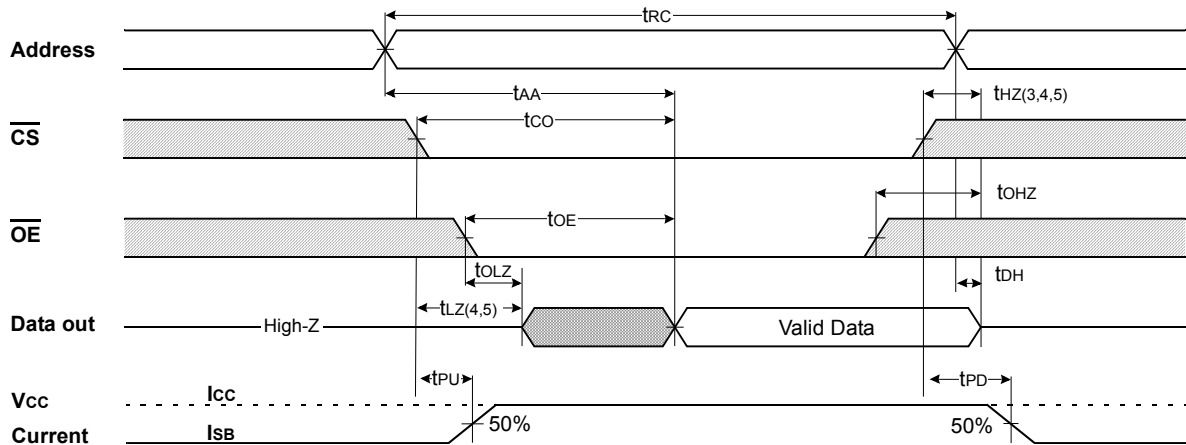 tRC
Address
tAA
tHZ(3,4,5)
tCO
CS
tOHZ
tOE
OE
tOLZ
tDH
tLZ(4,5)
Data out
High-Z
Valid Data
tPU
tPD
VCC
ICC
50%
50%
Current
ISB